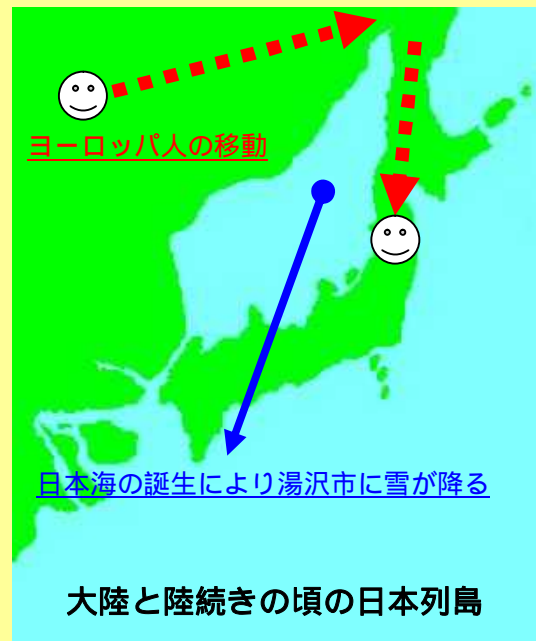 ヨーロッパ人の移動
日本海の誕生により湯沢市に雪が降る
大陸と陸続きの頃の日本列島